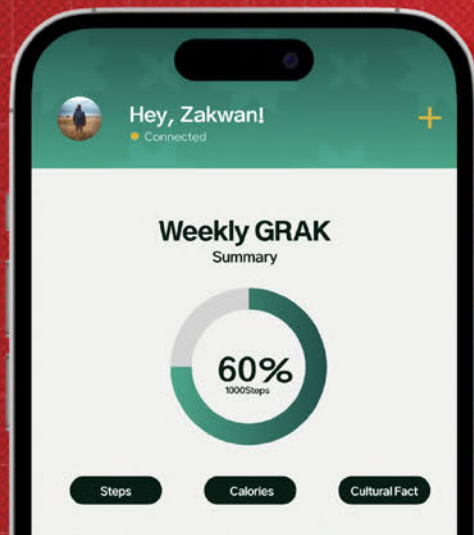 Hey, Zakwan!
Connected
Weekly GRAK
Summary
60%
1000Steps
Steps
Calories
Cultural Fact